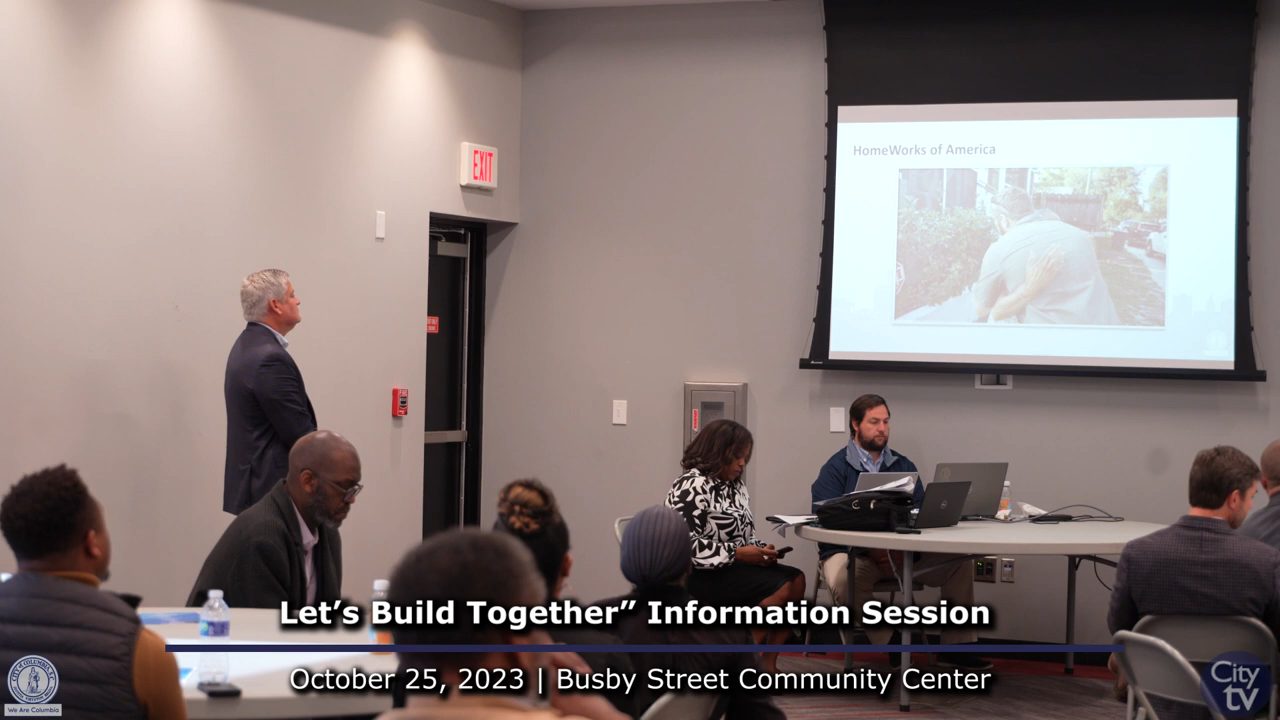 EXIT
HomeWorks of America
Let's Build Together” Information Session
October 25, 2023 | Busby Street Community Center
We Are Columbia
City
tv